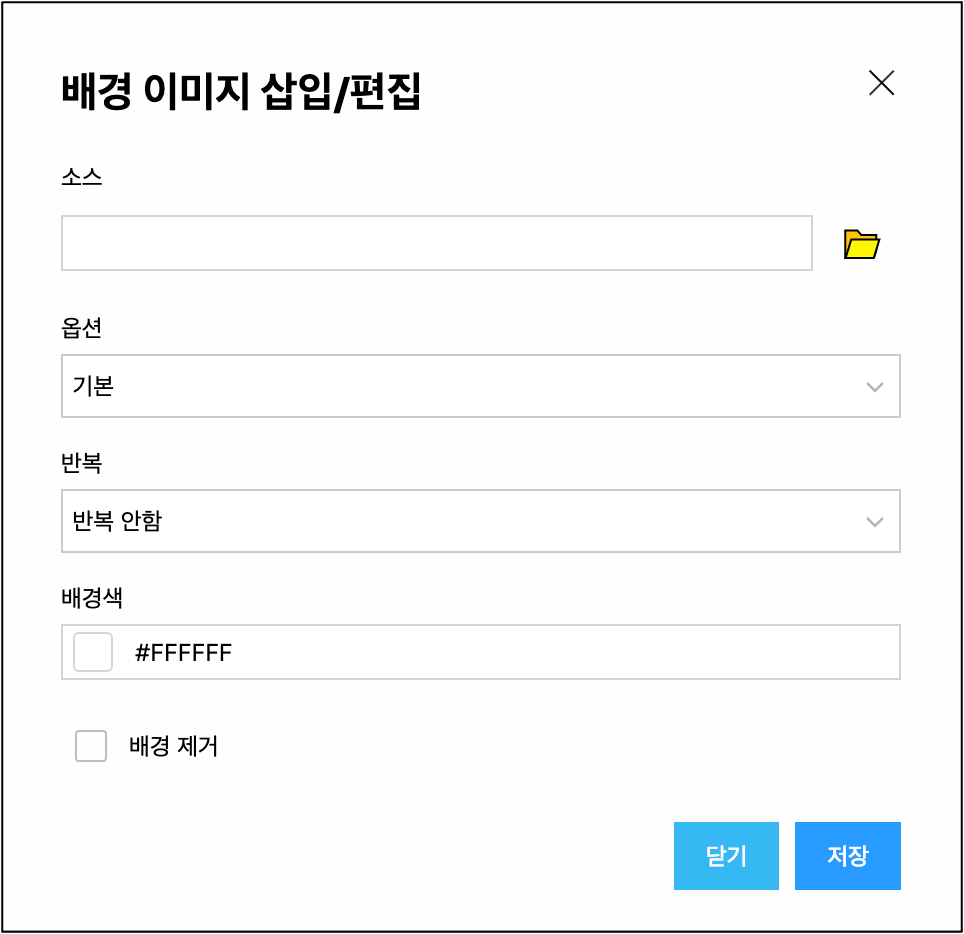 배경 이미지 삽입/편집
소스
옵션
기본
반복
반복 안함
배경색
#FFFFFF
배경 제거
닫기 저장